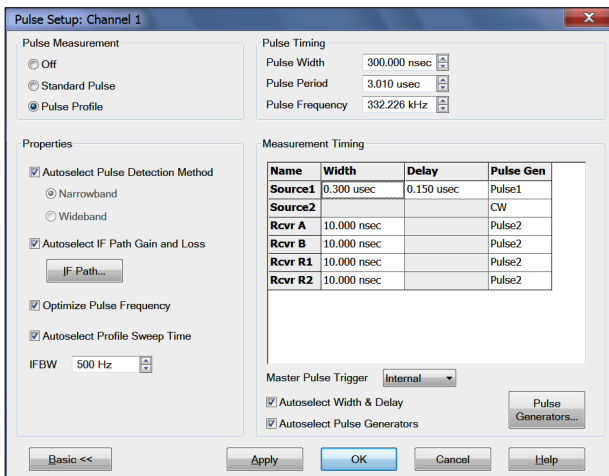 Pulse Setup: Channel 1
Pulse Measurement
Off
Standard Pulse
Pulse Profile
Pulse Timing
Pulse Width 300.000 nsec
Pulse Period 3.010 usec
Pulse Frequency 332.226 kHz
Properties
Autoselect Pulse Detection Method
Narrowband
Wideband
Autoselect IF Path Gain and Loss
IF Path...
Optimize Pulse Frequency
Autoselect Profile Sweep Time
IFBW 500 Hz
Measurement Timing
Name Width Delay Pulse Gen
Source1 0.300 usec 0.150 usec Pulse1
Source2 CW
Rcvr A 10.000 nsec Pulse2
Rcvr B 10.000 nsec Pulse2
Rcvr R1 10.000 nsec Pulse2
Rcvr R2 10.000 nsec Pulse2
Master Pulse Trigger Internal
Autoselect Width & Delay
Autoselect Pulse Generators
Pulse
Generators...
Basic << Apply OK Cancel Help